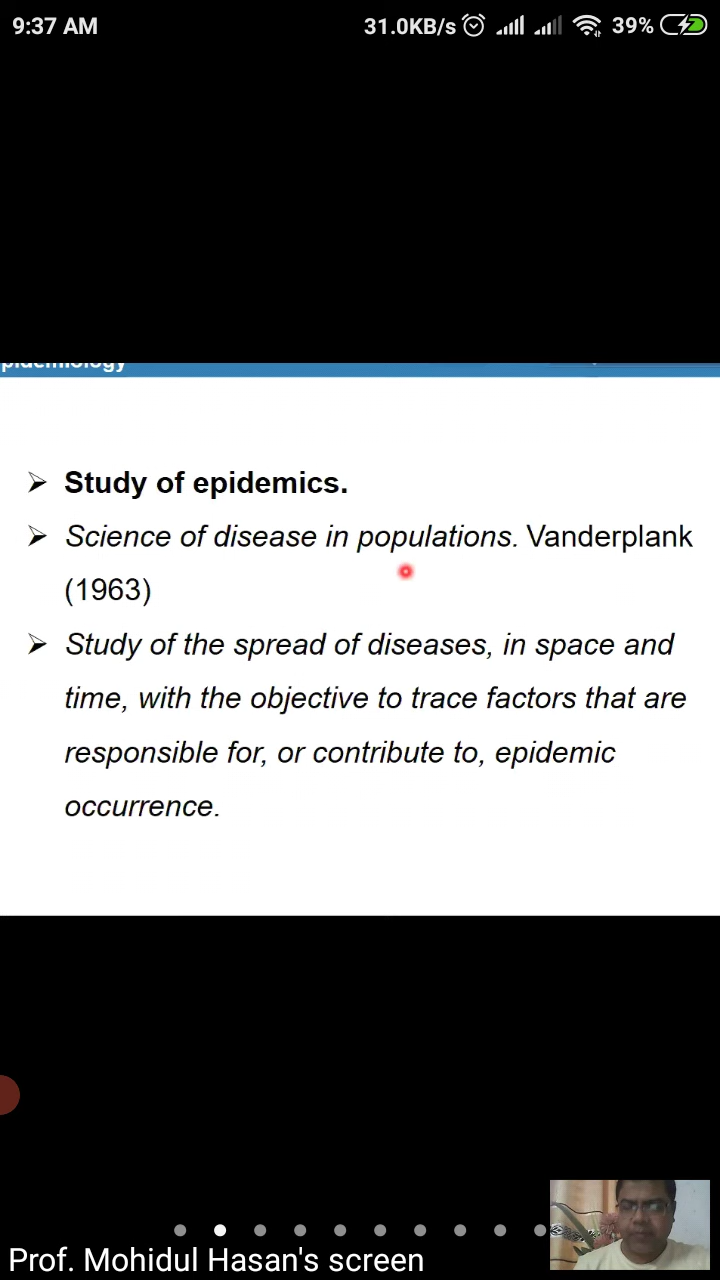 9:37 AM 31.0KB/s 39%
pidemiology
➤ Study of epidemics.
➤ Science of disease in populations. Vanderplank
(1963)
➤ Study of the spread of diseases, in space and
time, with the objective to trace factors that are
responsible for, or contribute to, epidemic
occurrence.
Prof. Mohidul Hasan's screen